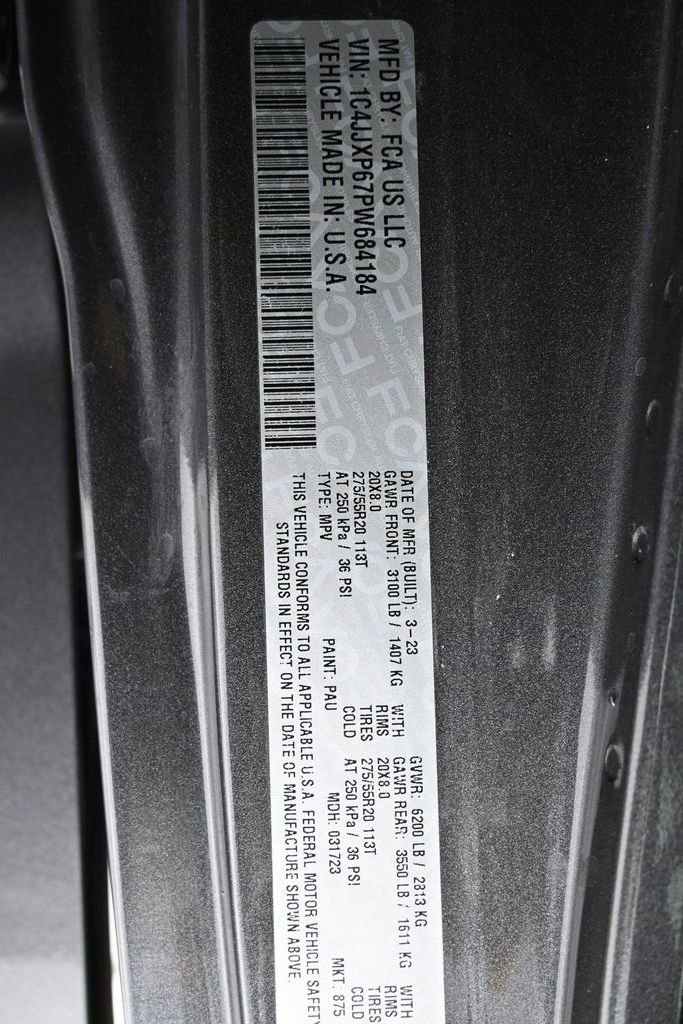 MFD BY: FCA US LLC
VIN: 1C4JJXP67PW684184
VEHICLE MADE IN: U.S.A.
DATE OF MFR (BUILT): 3-23 GVWR: 6200 LB / 2813 KG
GAWR FRONT: 3100 LB / 1407 KG WITH GAWR REAR: 3550 LB / 1611 KG WITH
20X8.0 RIMS 20X8.0 RIMS
275/55R20 113T TIRES 275/55R20 113T TIRES
AT 250 kPa / 36 PSI COLD AT 250 kPa / 36 PSI COLD
TYPE: MPV PAINT: PAU MDH: 031723 MKT: 875
THIS VEHICLE CONFORMS TO ALL APPLICABLE U.S.A. FEDERAL MOTOR VEHICLE SAFETY
STANDARDS IN EFFECT ON THE DATE OF MANUFACTURE SHOWN ABOVE.